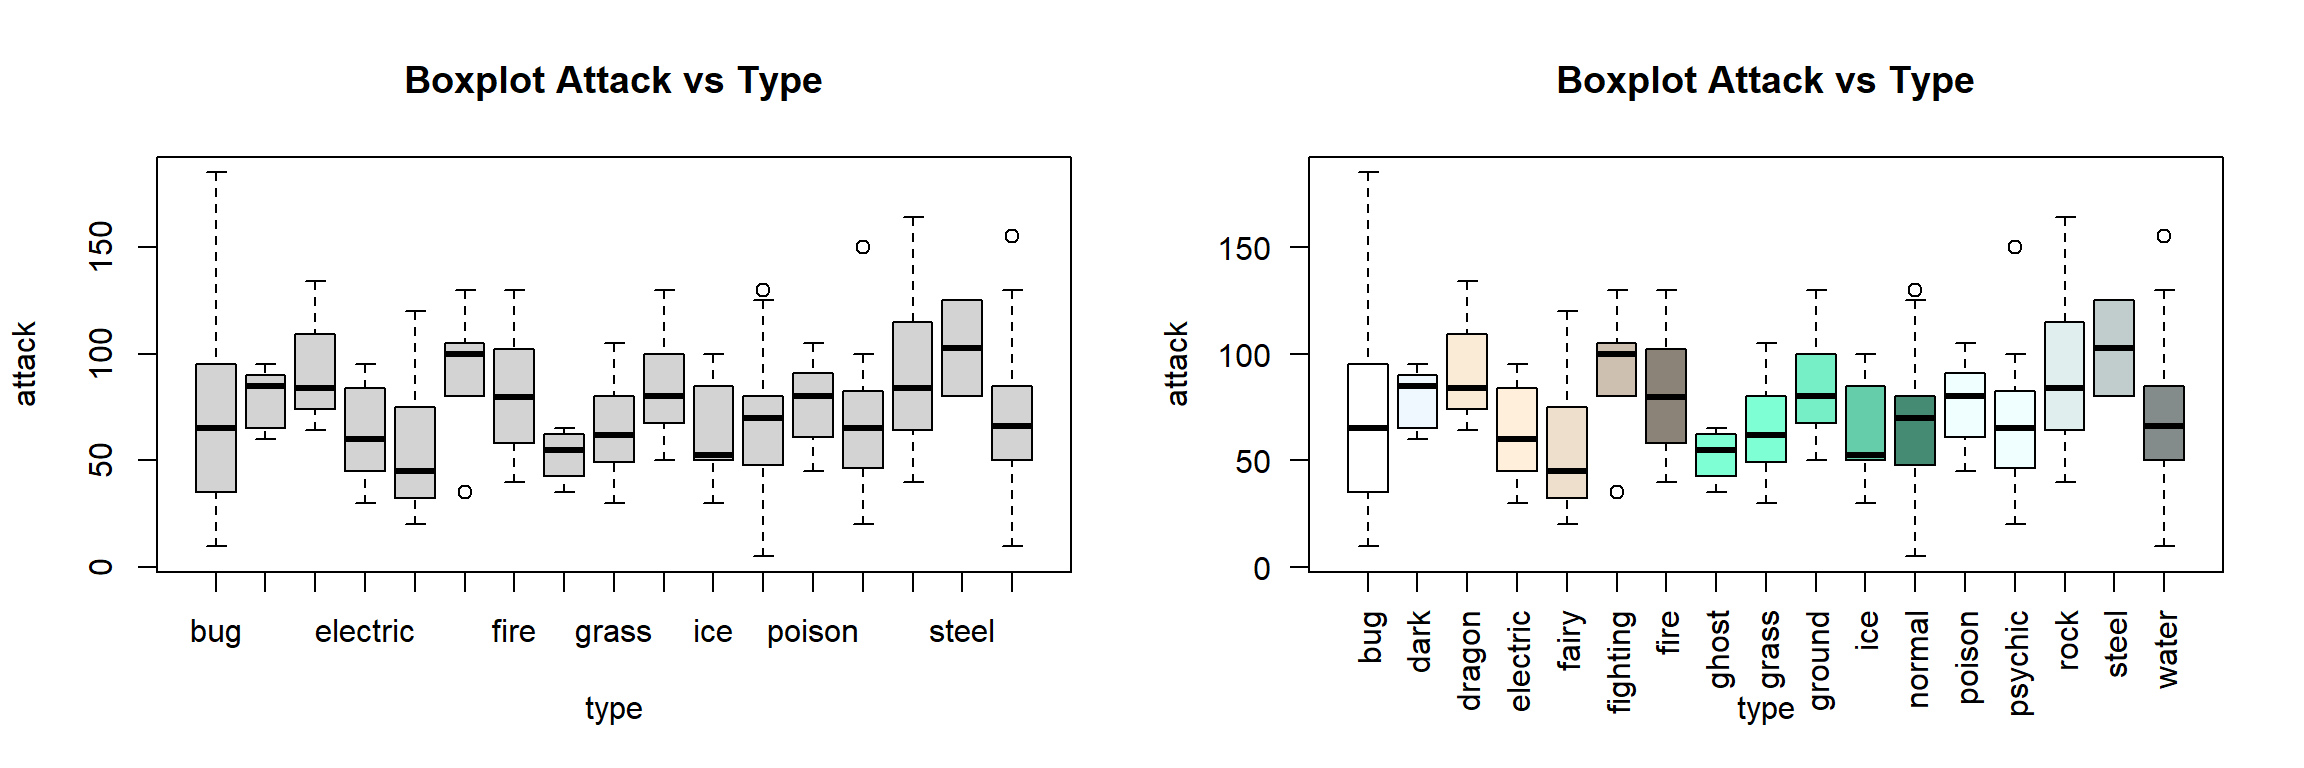 Boxplot Attack vs Type
attack
150
100
50
0
bug electric fire grass ice poison steel
type
Boxplot Attack vs Type
attack
150
100
50
0
bug dark dragon electric fairy fighting fire ghost grass ground ice normal poison psychic rock steel water
type